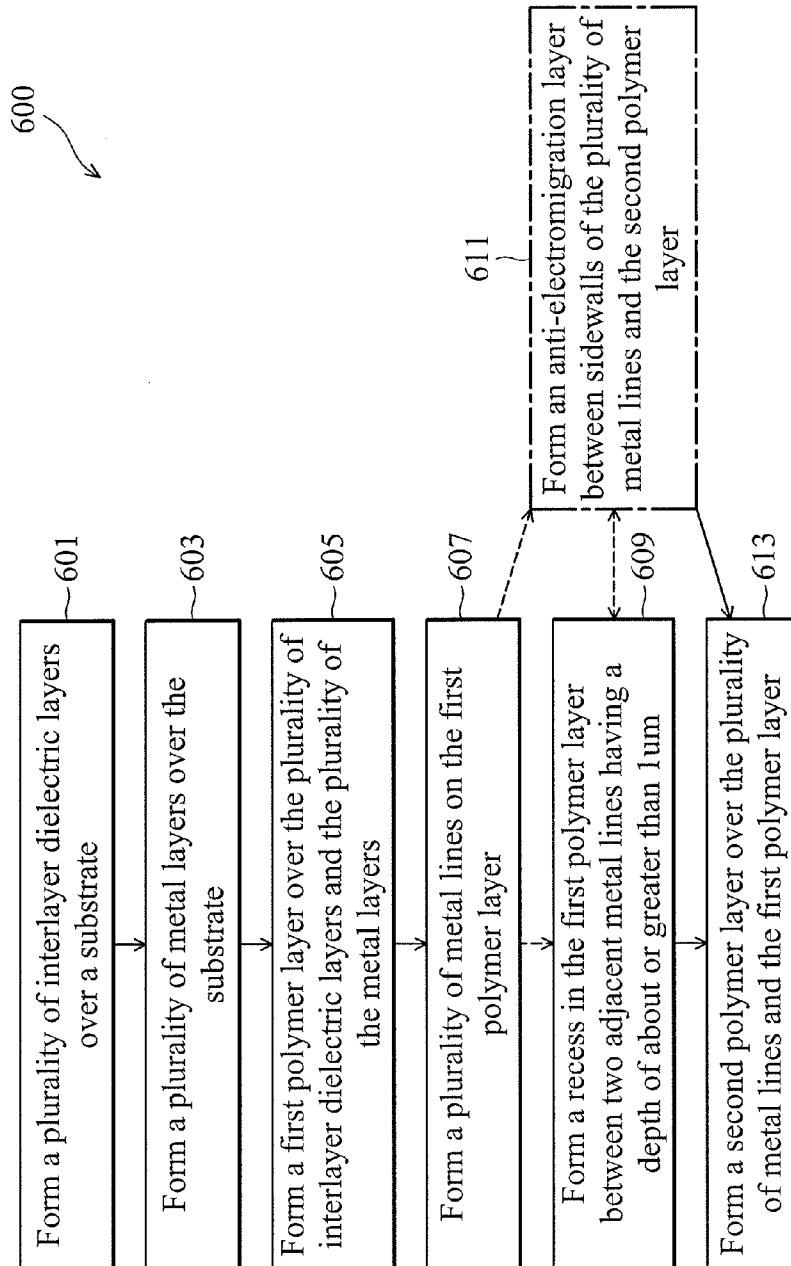 600
601
Form a plurality of interlayer dielectric layers
over a substrate
603
Form a plurality of metal layers over the
substrate
605
Form a first polymer layer over the plurality of
interlayer dielectric layers and the plurality of
the metal layers
607
Form a plurality of metal lines on the first
polymer layer
609
Form a recess in the first polymer layer
between two adjacent metal lines having a
depth of about or greater than 1um
611
Form an anti-electromigration layer
between sidewalls of the plurality of
metal lines and the second polymer
layer
613
Form a second polymer layer over the plurality
of metal lines and the first polymer layer